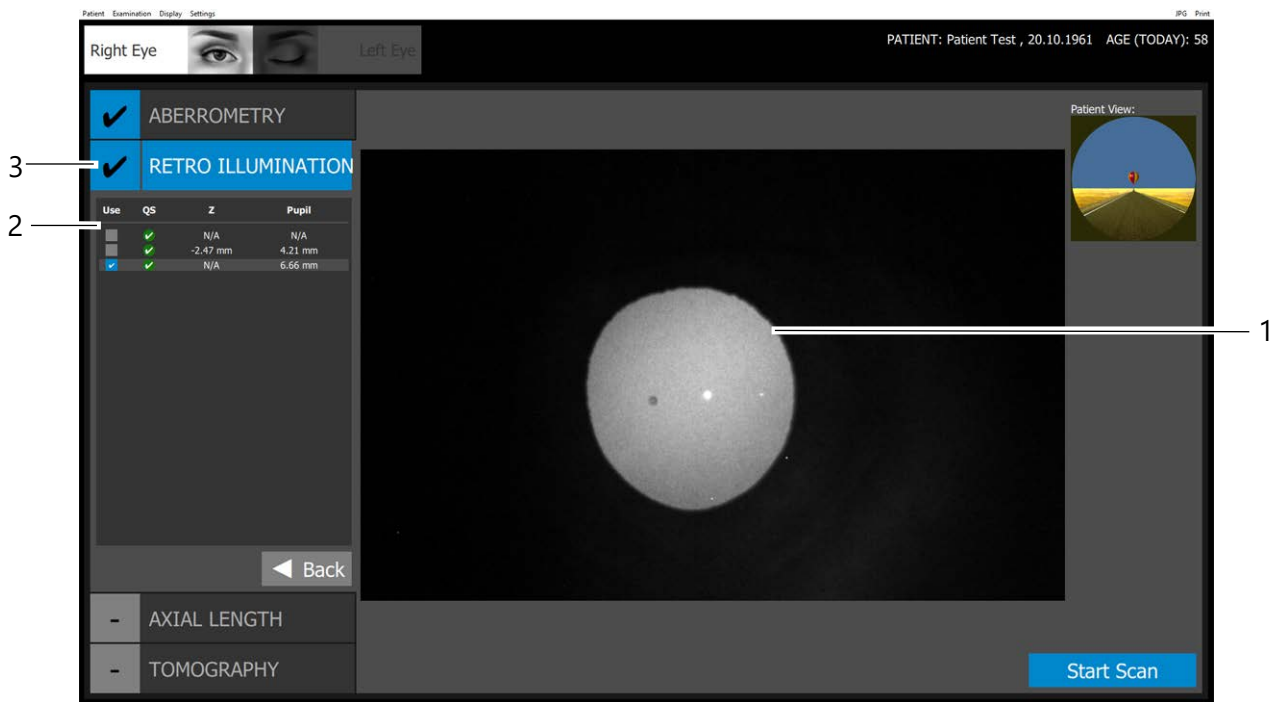 Patient Examination Display Settings JPG Print
Right Eye Left Eye PATIENT: Patient Test , 20.10.1961 AGE (TODAY): 58
ABERROMETRY
Patient View:
3
RETRO ILLUMINATION
2
Use QS Z Pupil
N/A N/A
-2.47 mm 4.21 mm
N/A 6.66 mm
1
Back
- AXIAL LENGTH
- TOMOGRAPHY
Start Scan